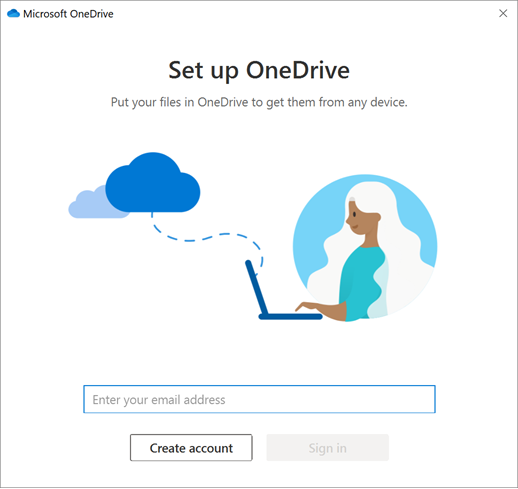 Microsoft OneDrive
Set up OneDrive
Put your files in OneDrive to get them from any device.
Enter your email address
Create account
Sign in